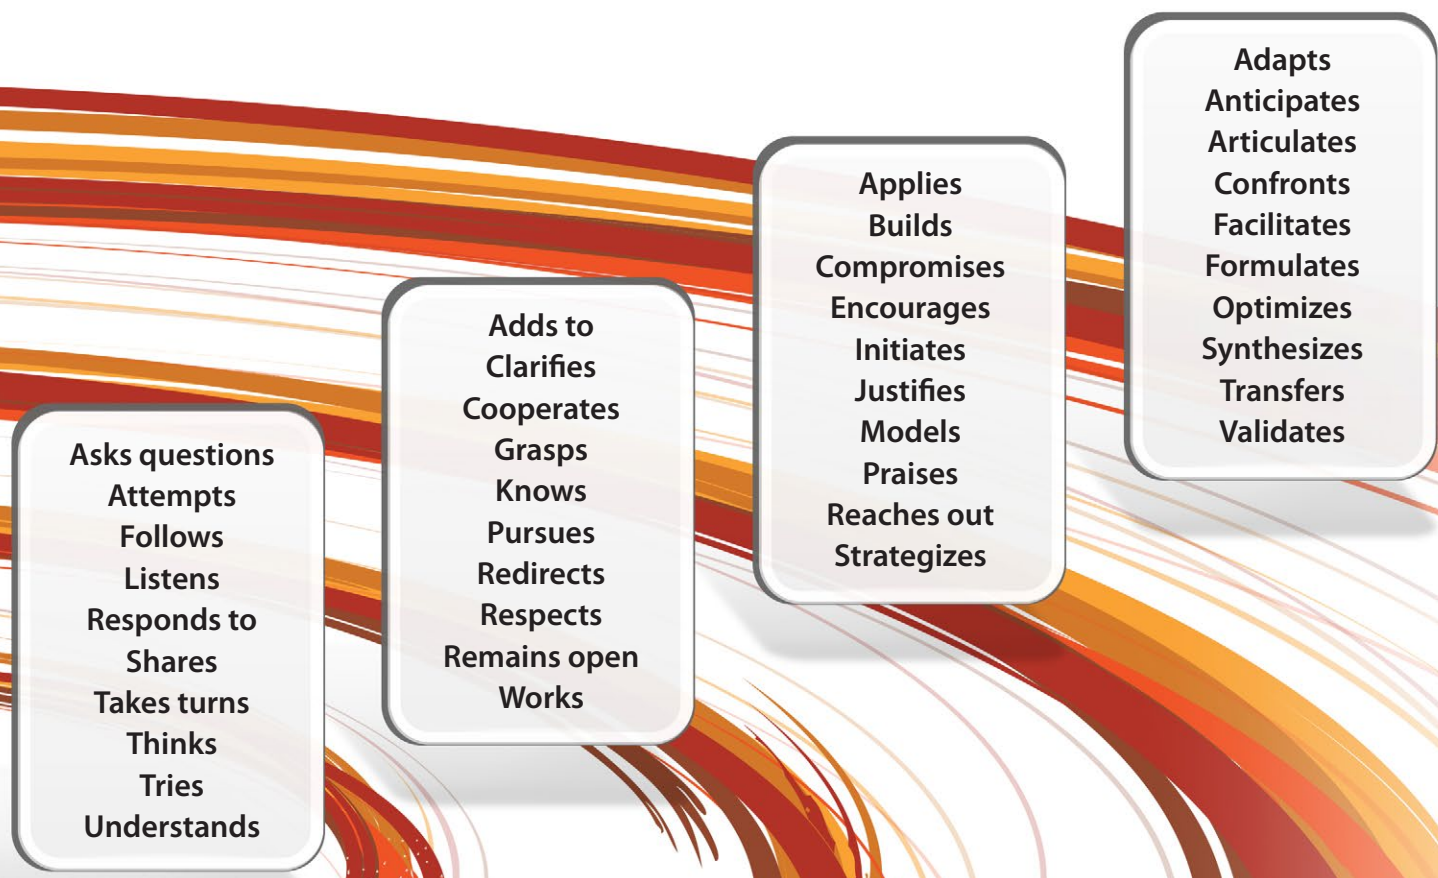 Asks questions
Attempts
Follows
Listens
Responds to
Shares
Takes turns
Thinks
Tries
Understands
Adds to
Clarifies
Cooperates
Grasps
Knows
Pursues
Redirects
Respects
Remains open
Works
Applies
Builds
Compromises
Encourages
Initiates
Justifies
Models
Praises
Reaches out
Strategizes
Adapts
Anticipates
Articulates
Confronts
Facilitates
Formulates
Optimizes
Synthesizes
Transfers
Validates